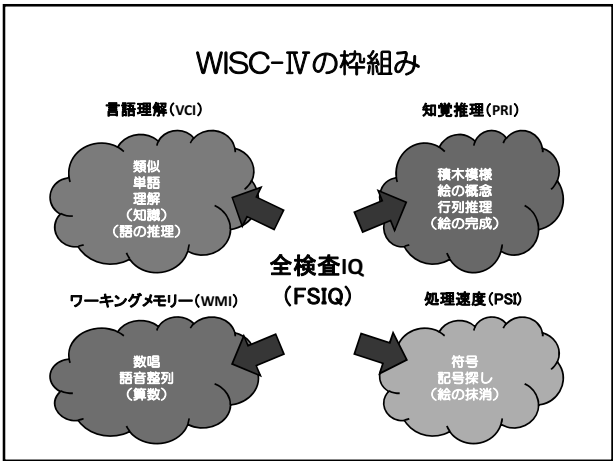 WISC-Ⅳの枠組み
言語理解(VCI)
類似
単語
理解
(知識)
(語の推理)
知覚推理(PRI)
積木模様
絵の概念
行列推理
(絵の完成)
全検査IQ
(FSIQ)
ワーキングメモリー(WMI)
数唱
語音整列
(算数)
処理速度(PSI)
符号
記号探し
(絵の抹消)